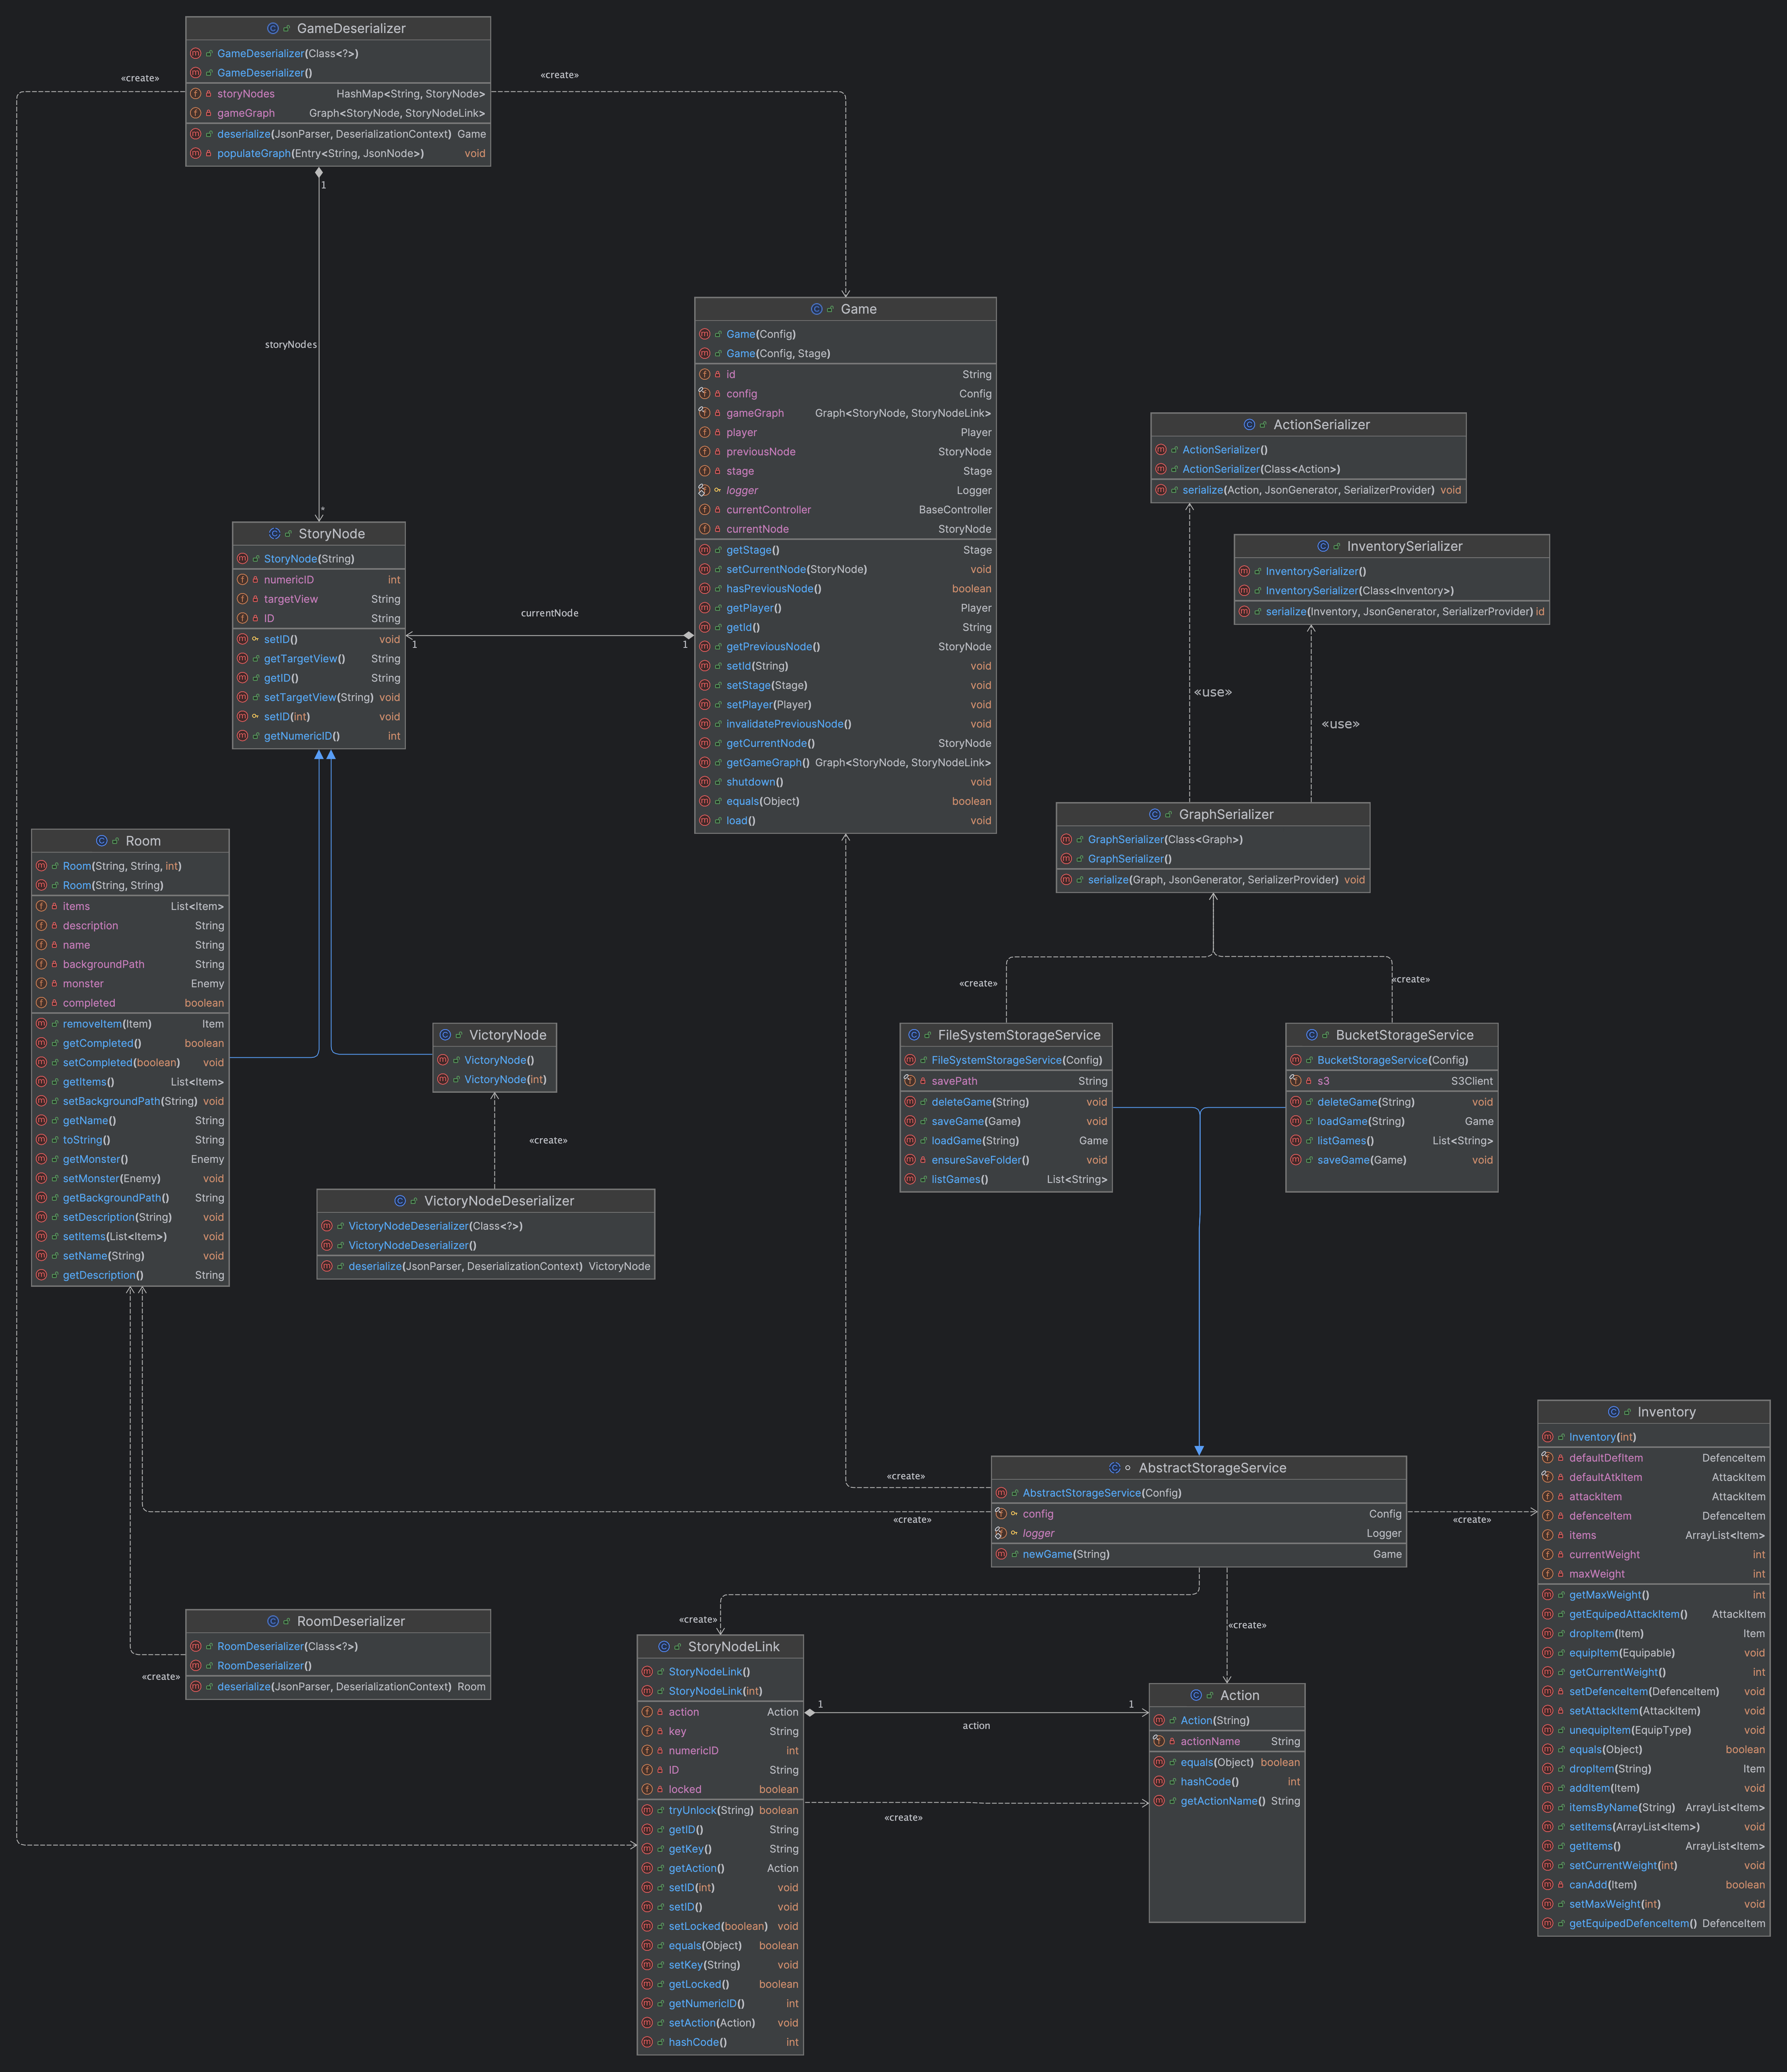 GameDeserializer
GameDeserializer(Class<?>)
GameDeserializer()
storyNodes HashMap<String, StoryNode>
gameGraph Graph<StoryNode, StoryNodeLink>
deserialize(JsonParser, DeserializationContext) Game
populateGraph(Entry<String, JsonNode>) void
«create»
«create»
1
storyNodes
*
Game
Game(Config)
Game(Config, Stage)
id String
config Config
gameGraph Graph<StoryNode, StoryNodeLink>
player Player
previousNode StoryNode
stage Stage
logger Logger
currentController BaseController
currentNode StoryNode
getStage() Stage
setCurrentNode(StoryNode) void
hasPreviousNode() boolean
getPlayer() Player
getId() String
getPreviousNode() StoryNode
setId(String) void
setStage(Stage) void
setPlayer(Player) void
invalidatePreviousNode() void
getCurrentNode() StoryNode
getGameGraph() Graph<StoryNode, StoryNodeLink>
shutdown() void
equals(Object) boolean
load() void
ActionSerializer
ActionSerializer()
ActionSerializer(Class<Action>)
serialize(Action, JsonGenerator, SerializerProvider) void
InventorySerializer
InventorySerializer()
InventorySerializer(Class<Inventory>)
serialize(Inventory, JsonGenerator, SerializerProvider) id
StoryNode
StoryNode(String)
numericID int
targetView String
ID String
setID() void
getTargetView() String
getID() String
setTargetView(String) void
setID(int) void
getNumericID() int
currentNode
1
1
«use»
«use»
GraphSerializer
GraphSerializer(Class<Graph>)
GraphSerializer()
serialize(Graph, JsonGenerator, SerializerProvider) void
Room
Room(String, String, int)
Room(String, String)
items List<Item>
description String
name String
backgroundPath String
monster Enemy
completed boolean
removeItem(Item) Item
getCompleted() boolean
setCompleted(boolean) void
getItems() List<Item>
setBackgroundPath(String) void
getName() String
toString() String
getMonster() Enemy
setMonster(Enemy) void
getBackgroundPath() String
setDescription(String) void
setItems(List<Item>) void
setName(String) void
getDescription() String
«create»
«create»
VictoryNode
VictoryNode()
VictoryNode(int)
«create»
VictoryNodeDeserializer
VictoryNodeDeserializer(Class<?>)
VictoryNodeDeserializer()
deserialize(JsonParser, DeserializationContext) VictoryNode
FileSystemStorageService
FileSystemStorageService(Config)
savePath String
deleteGame(String) void
saveGame(Game) void
loadGame(String) Game
ensureSaveFolder() void
listGames() List<String>
BucketStorageService
BucketStorageService(Config)
s3 S3Client
deleteGame(String) void
loadGame(String) Game
listGames() List<String>
saveGame(Game) void
AbstractStorageService
AbstractStorageService(Config)
config Config
logger Logger
newGame(String) Game
«create»
«create»
«create»
«create»
«create»
Inventory
Inventory(int)
defaultDefItem DefenceItem
defaultAtkItem AttackItem
attackItem AttackItem
defenceItem DefenceItem
items ArrayList<Item>
currentWeight int
maxWeight int
getMaxWeight() int
getEquipedAttackItem() AttackItem
dropItem(Item) Item
equipItem(Equipable) void
getCurrentWeight() int
setDefenceItem(DefenceItem) void
setAttackItem(AttackItem) void
unequipItem(EquipType) void
equals(Object) boolean
dropItem(String) Item
addItem(Item) void
itemsByName(String) ArrayList<Item>
setItems(ArrayList<Item>) void
getItems() ArrayList<Item>
setCurrentWeight(int) void
canAdd(Item) boolean
setMaxWeight(int) void
getEquipedDefenceItem() DefenceItem
RoomDeserializer
RoomDeserializer(Class<?>)
RoomDeserializer()
deserialize(JsonParser, DeserializationContext) Room
«create»
StoryNodeLink
StoryNodeLink()
StoryNodeLink(int)
action Action
key String
numericID int
ID String
locked boolean
tryUnlock(String) boolean
getID() String
getKey() String
getAction() Action
setID(int) void
setID() void
setLocked(boolean) void
equals(Object) boolean
setKey(String) void
getLocked() boolean
getNumericID() int
setAction(Action) void
hashCode() int
1
1
action
«create»
Action
Action(String)
actionName String
equals(Object) boolean
hashCode() int
getActionName() String